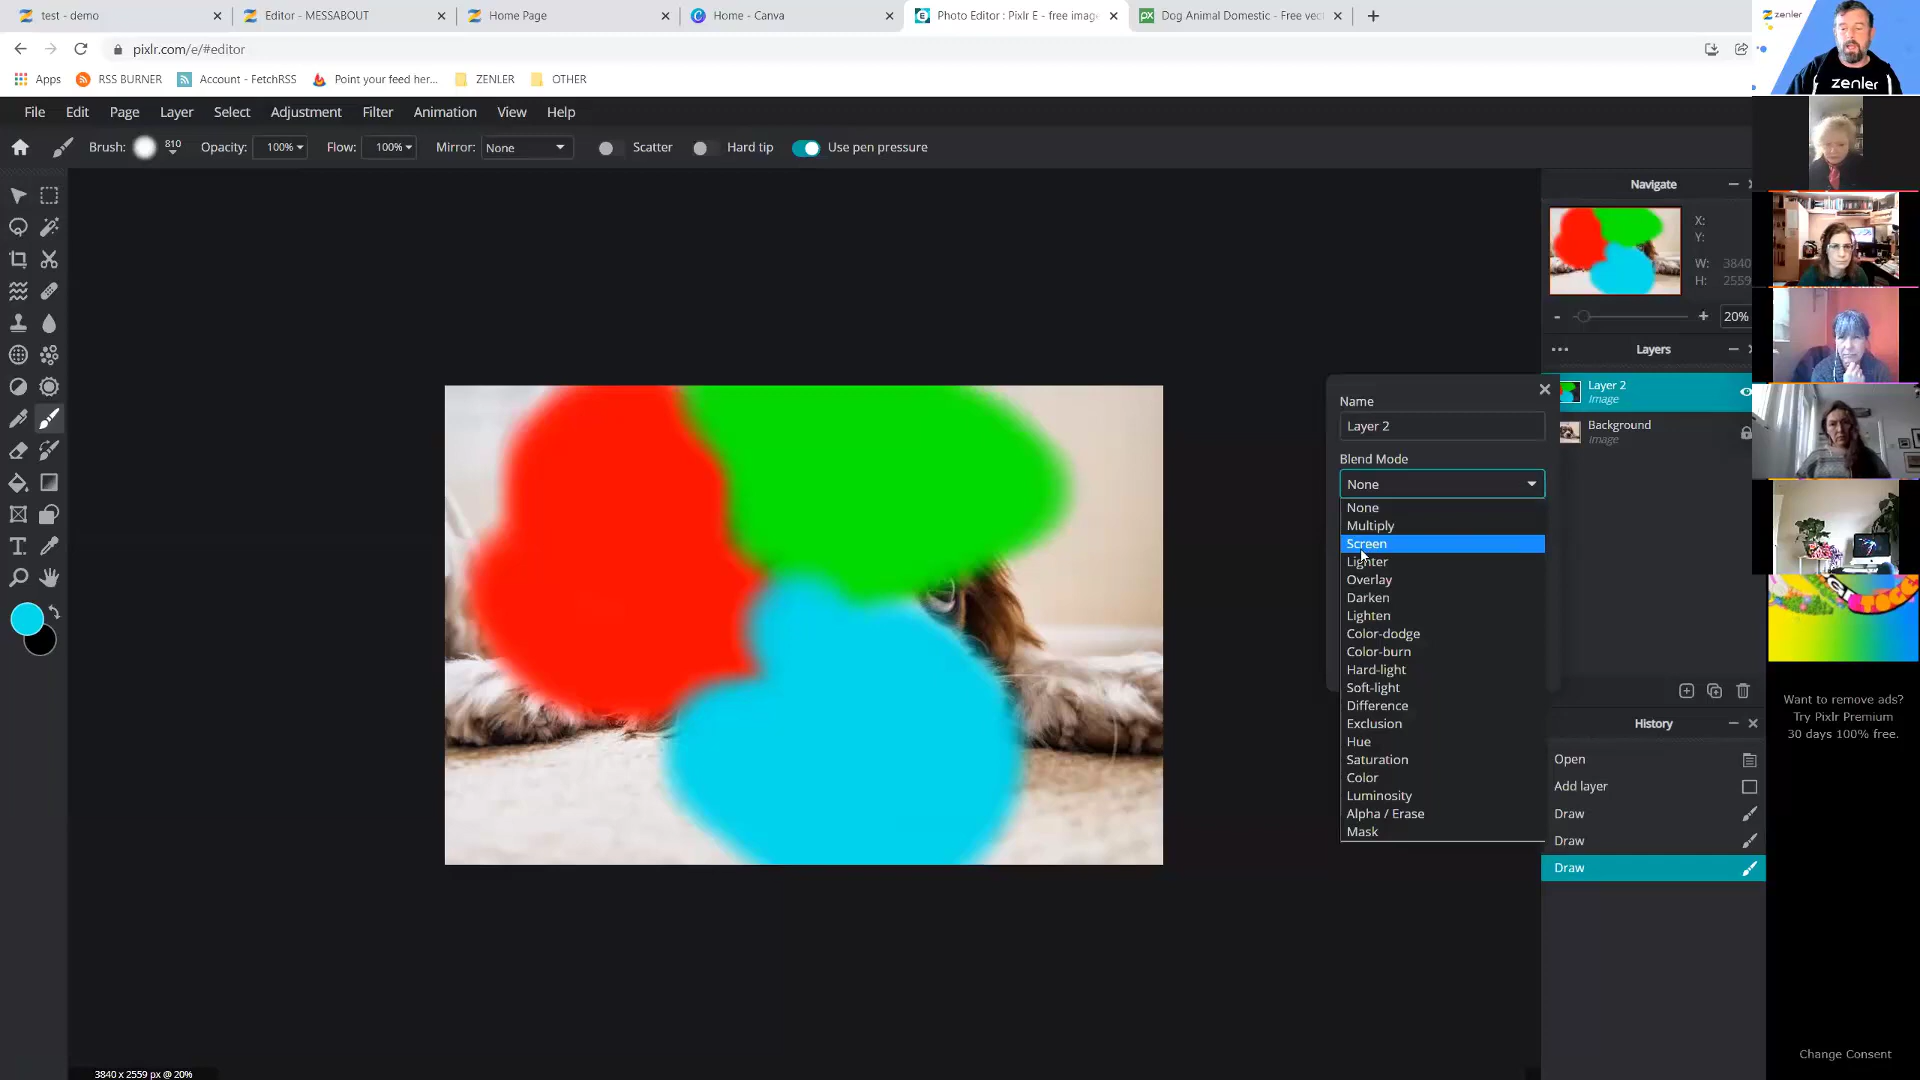 test - demo
Editor - MESSABOUT
Home Page
Home - Canva
Photo Editor : Pixlr E - free imag
Dog Animal Domestic - Free vect
pixlr.com/e/#editor
Apps
RSS BURNER
Account - FetchRSS
Point your feed her...
ZENLER
OTHER
zenler
zenler
File Edit Page Layer Select Adjustment Filter Animation View Help
Brush: 810 Opacity: 100% Flow: 100% Mirror: None Scatter Hard tip Use pen pressure
Navigate
X:
Y:
W: 3840
H: 2559
20%
Layers
Layer 2
Image
Background
Image
Name
Layer 2
Blend Mode
None
None
Multiply
Screen
Lighter
Overlay
Darken
Lighten
Color-dodge
Color-burn
Hard-light
Soft-light
Difference
Exclusion
Hue
Saturation
Color
Luminosity
Alpha / Erase
Mask
History
Open
Add layer
Draw
Draw
Draw
Want to remove ads?
Try Pixlr Premium
30 days 100% free.
Change Consent
3840 x 2559 px @ 20%